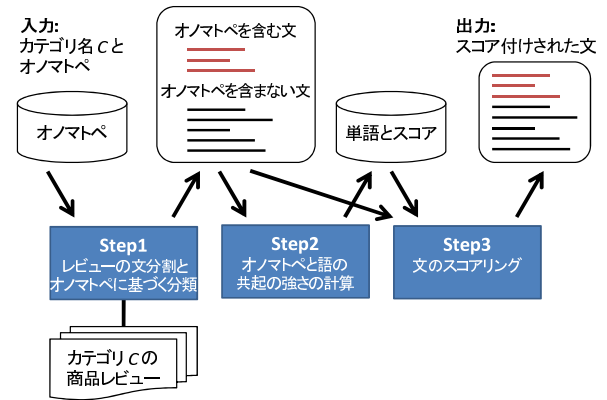 入力:
カテゴリ名 C と
オノマトペ
オノマトペ
オノマトペを含む文
オノマトペを含まない文
単語とスコア
出力:
スコア付けされた文
Step1
レビューの文分割と
オノマトペに基づく分類
Step2
オノマトペと語の
共起の強さの計算
Step3
文のスコアリング
カテゴリ C の
商品レビュー